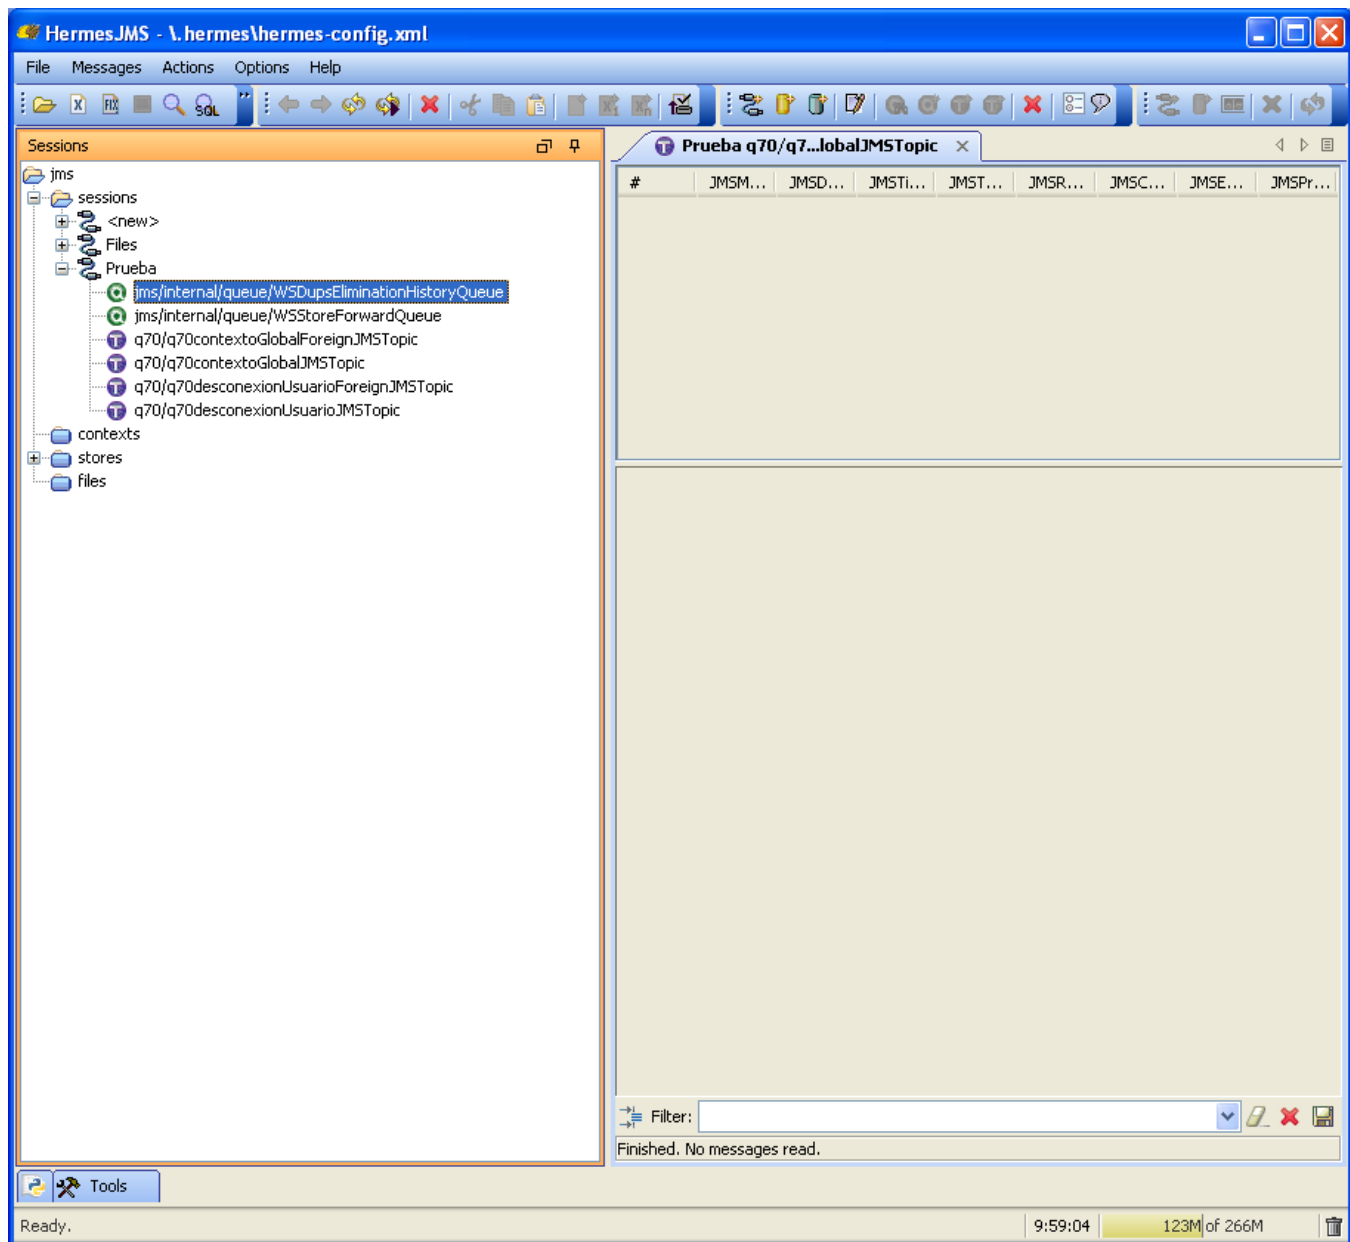 HermesJMS - \.hermes\hermes-config.xml
File Messages Actions Options Help
X FIX SQL
Sessions
Prueba q70/q7...lobalJMSTopic
jms
# JMSM... JMSD... JMSTi... JMST... JMSR... JMSC... JMSE... JMSPr...
sessions
<new>
Files
Prueba
jms/internal/queue/WSDupsEliminationHistoryQueue
jms/internal/queue/WSStoreForwardQueue
q70/q70contextoGlobalForeignJMSTopic
q70/q70contextoGlobalJMSTopic
q70/q70desconexionUsuarioForeignJMSTopic
q70/q70desconexionUsuarioJMSTopic
contexts
stores
files
Filter:
Finished. No messages read.
Tools
Ready.
9:59:04
123M of 266M